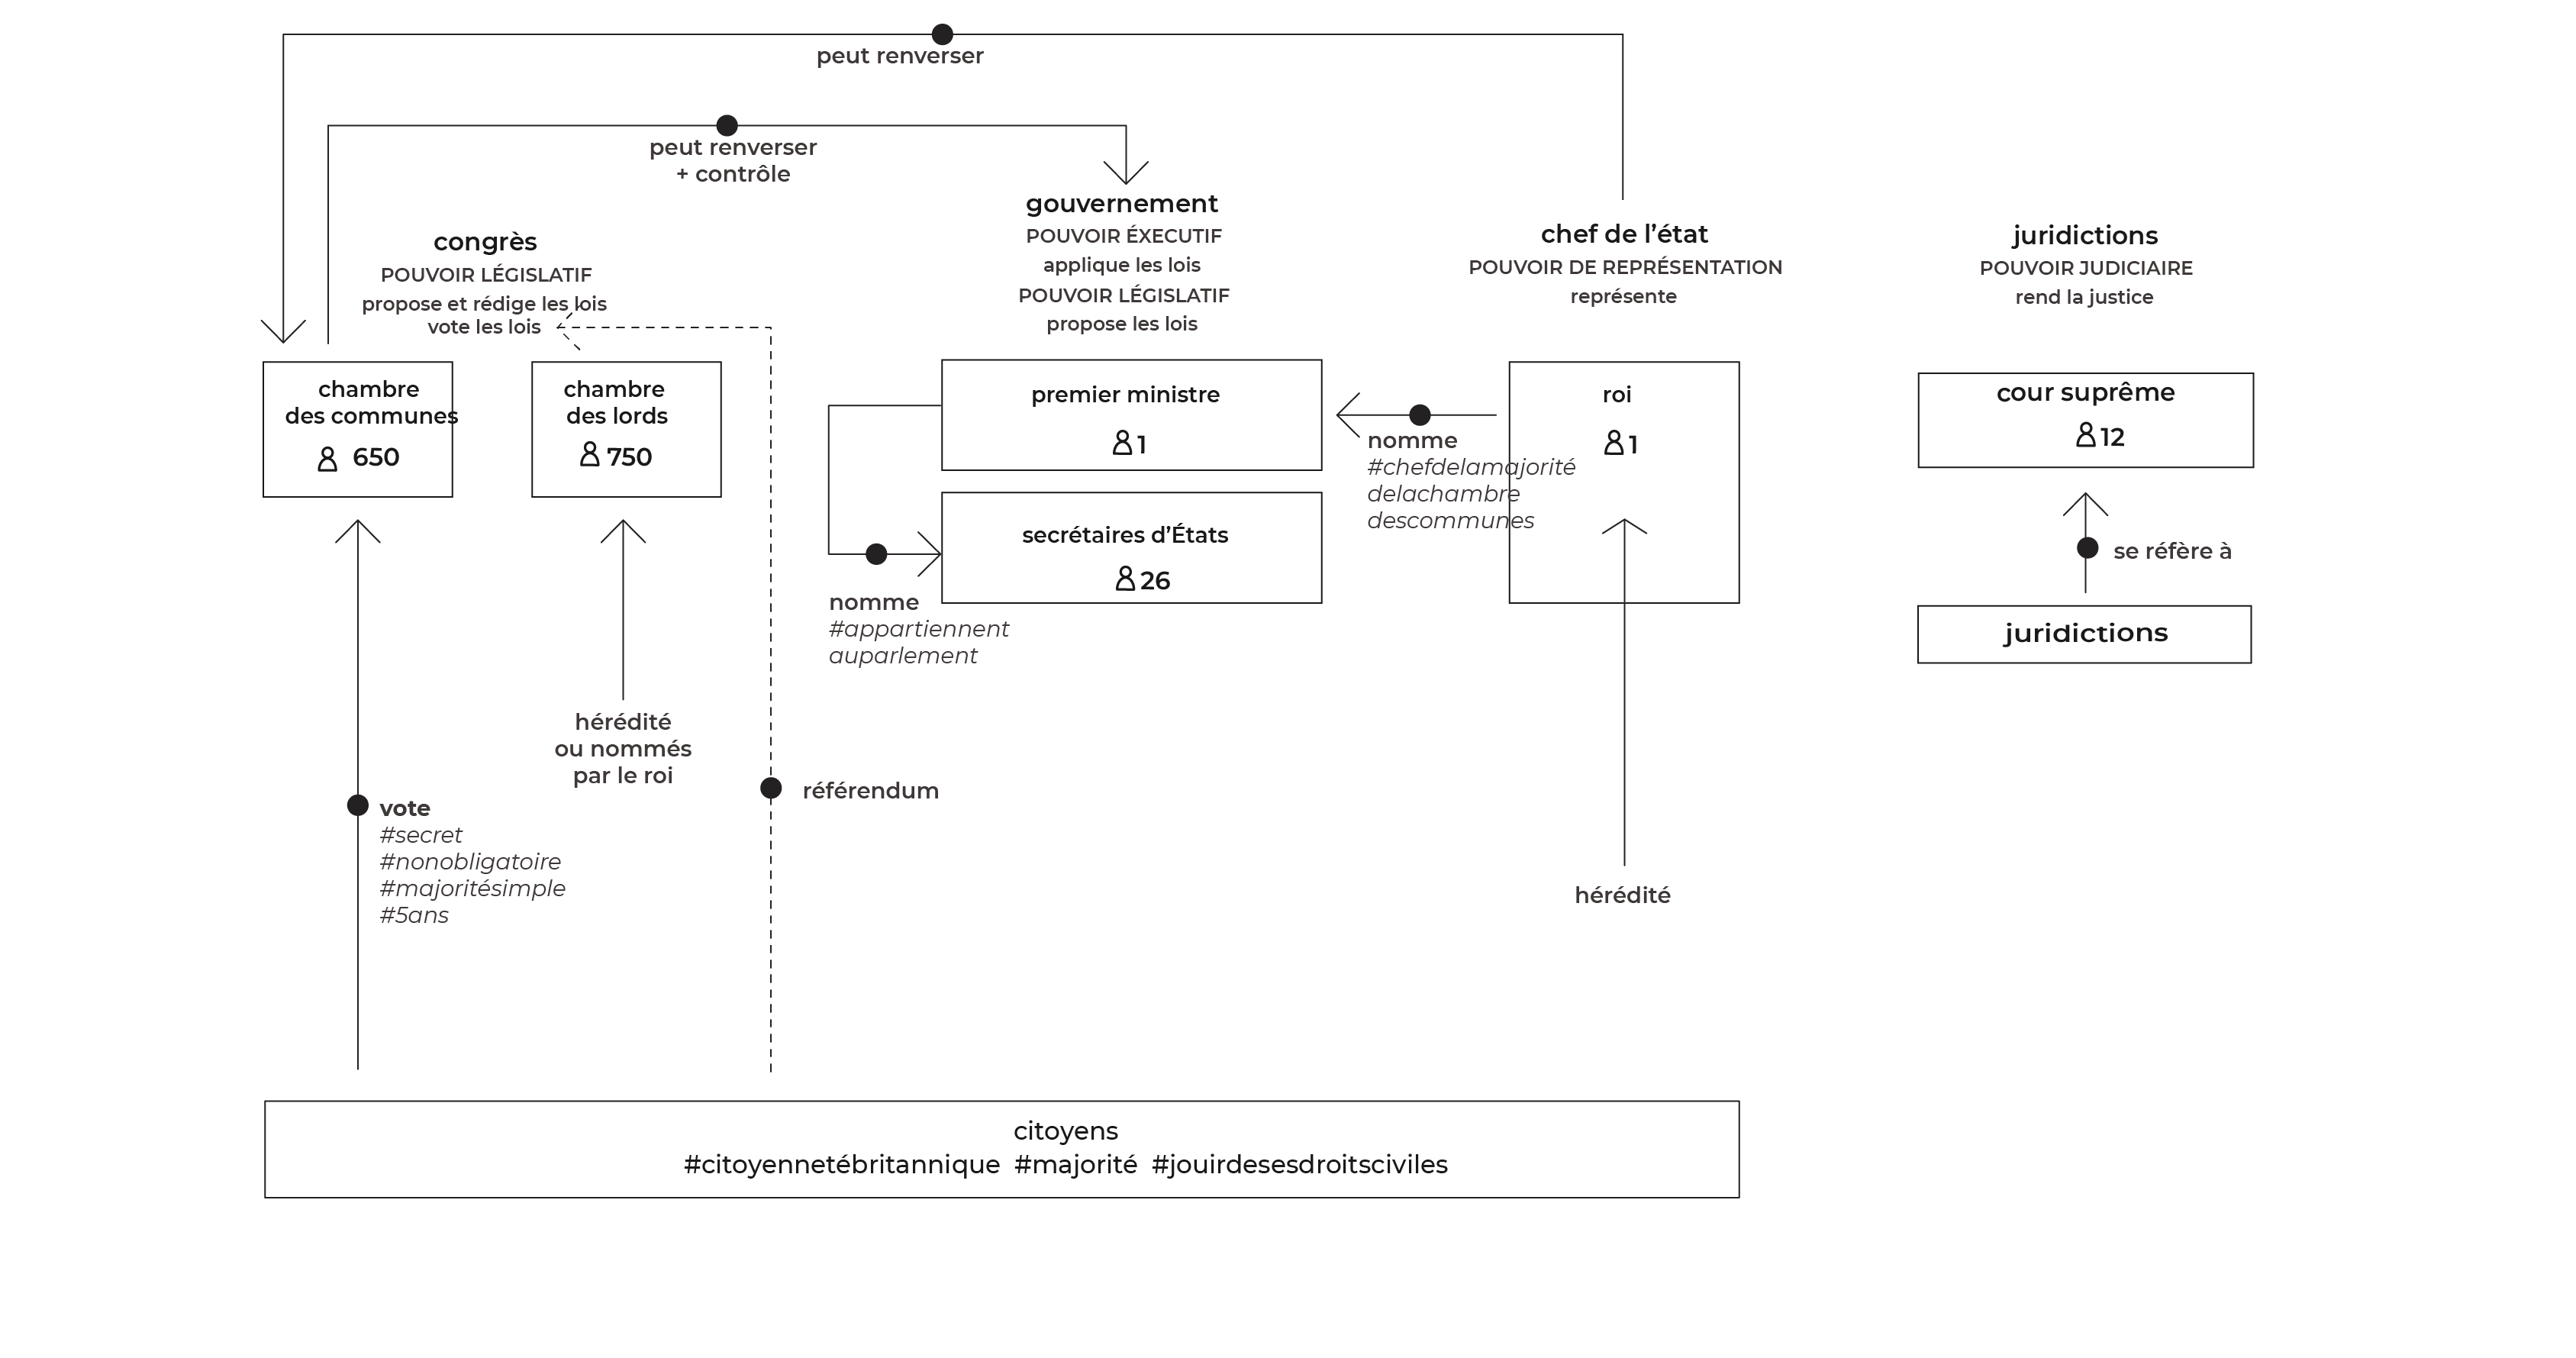 peut renverser
peut renverser
+ contrôle
congrès
POUVOIR LÉGISLATIF
propose et rédige les lois
vote les lois
gouvernement
POUVOIR ÉXECUTIF
applique les lois
POUVOIR LÉGISLATIF
propose les lois
chef de l’état
POUVOIR DE REPRÉSENTATION
représente
juridictions
POUVOIR JUDICIAIRE
rend la justice
chambre
des communes
650
chambre
des lords
750
premier ministre
1
nomme
#chefdelamajorité
delachambre
descommunes
roi
1
cour suprême
12
secrétaires d’États
26
nomme
#appartiennent
auparlement
se réfère à
juridictions
hérédité
ou nommés
par le roi
vote
#secret
#nonobligatoire
#majoritésimple
#5ans
référendum
hérédité
citoyens
#citoyennetébritannique #majorité #jouirdesesdroitsciviles